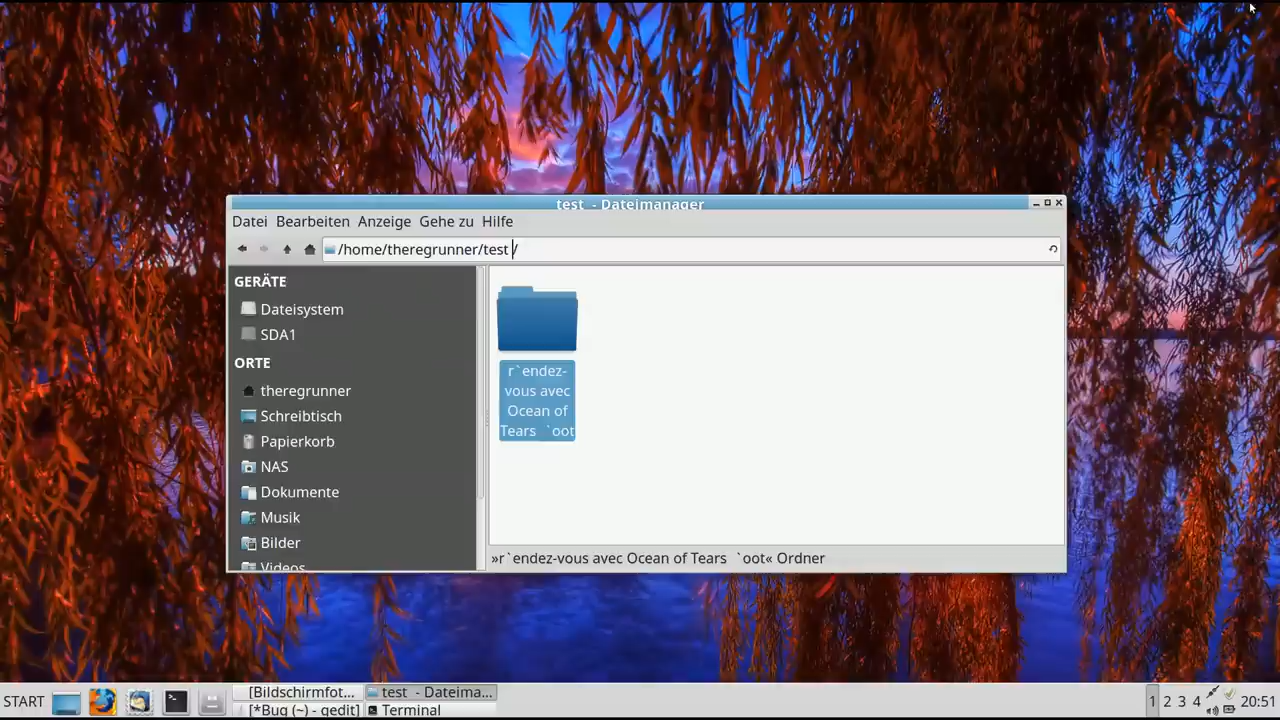 test  - Dateimanager
Datei Bearbeiten Anzeige Gehe zu Hilfe
/home/theregrunner/test /
GERÄTE
Dateisystem
SDA1
ORTE
theregrunner
Schreibtisch
Papierkorb
NAS
Dokumente
Musik
Bilder
Videos
r`endez-
vous avec
Ocean of
Tears  `oot
»r`endez-vous avec Ocean of Tears  `oot« Ordner
START
[Bildschirmfot...
test  - Dateima...
[*Bug (~) - gedit]
Terminal
1 2 3 4
20:51